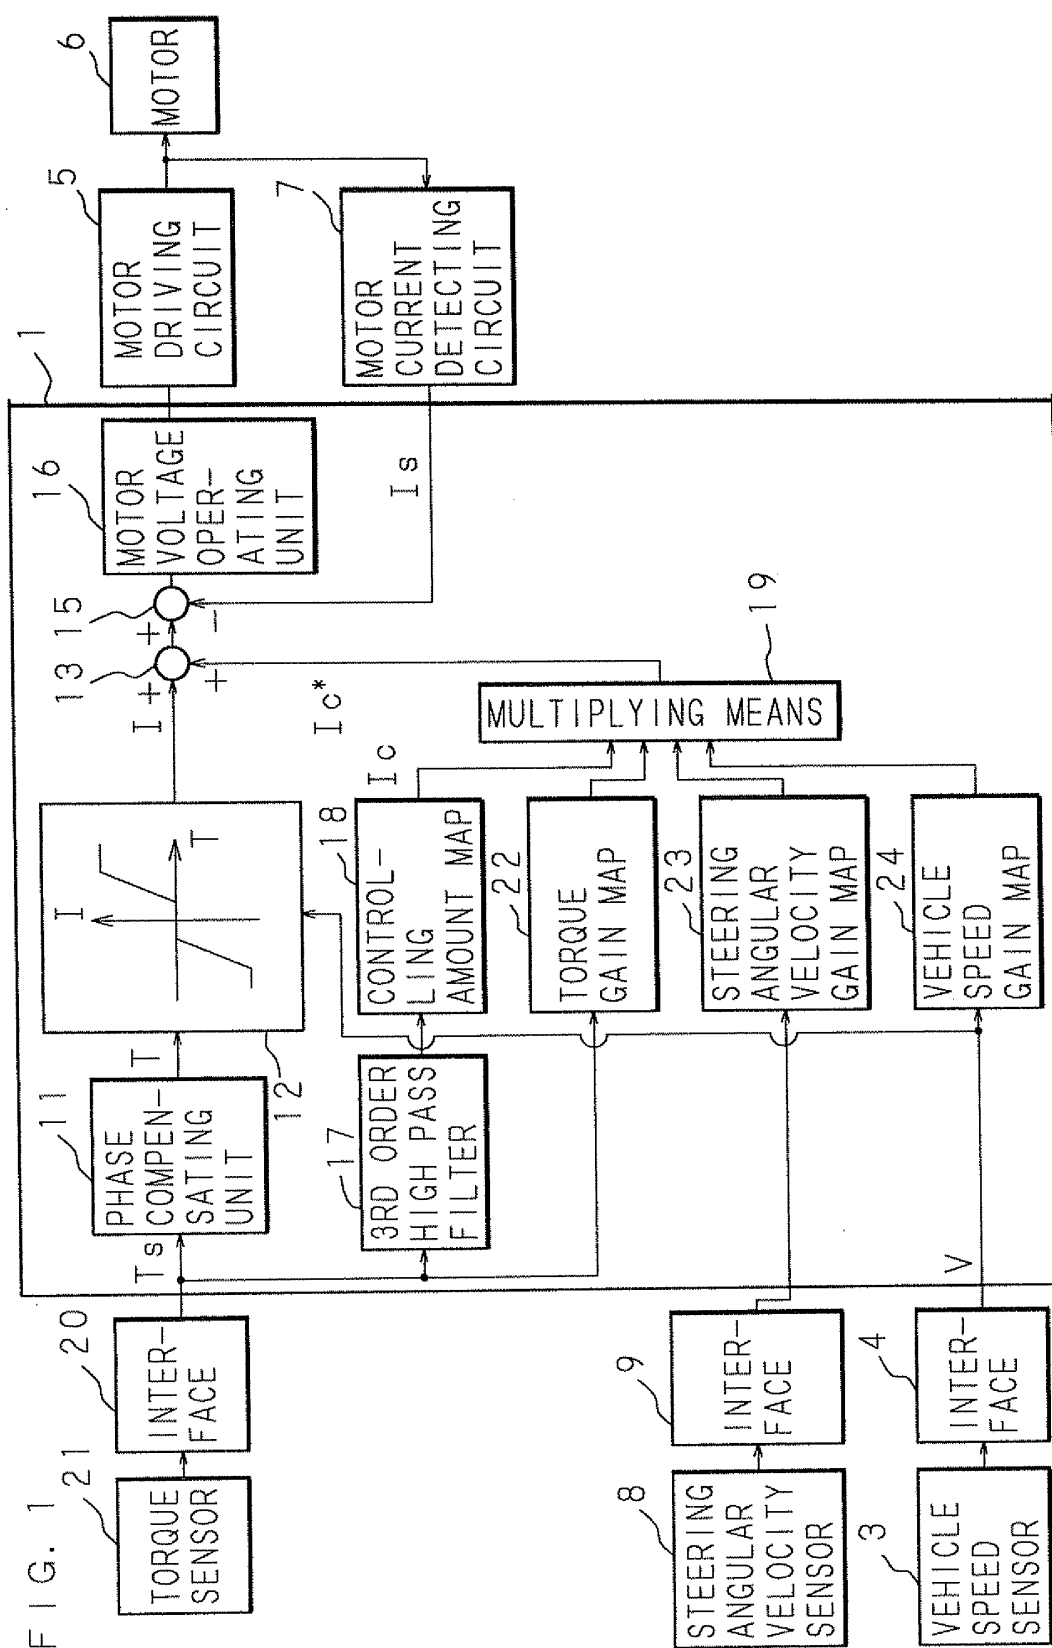 FIG. 1
21
TORQUE
SENSOR
20
INTER-
FACE
Ts
11
PHASE
COMPEN-
SATING
UNIT
T
12
I
T
I
13
+
+
15
+
-
16
MOTOR
VOLTAGE
OPER-
ATING
UNIT
1
5
MOTOR
DRIVING
CIRCUIT
6
MOTOR
7
MOTOR
CURRENT
DETECTING
CIRCUIT
Is
17
3RD ORDER
HIGH PASS
FILTER
18
CONTROL-
LING
AMOUNT MAP
Ic
Ic*
19
MULTIPLYING MEANS
22
TORQUE
GAIN MAP
8
STEERING
ANGULAR
VELOCITY
SENSOR
9
INTER-
FACE
23
STEERING
ANGULAR
VELOCITY
GAIN MAP
3
VEHICLE
SPEED
SENSOR
4
INTER-
FACE
V
24
VEHICLE
SPEED
GAIN MAP